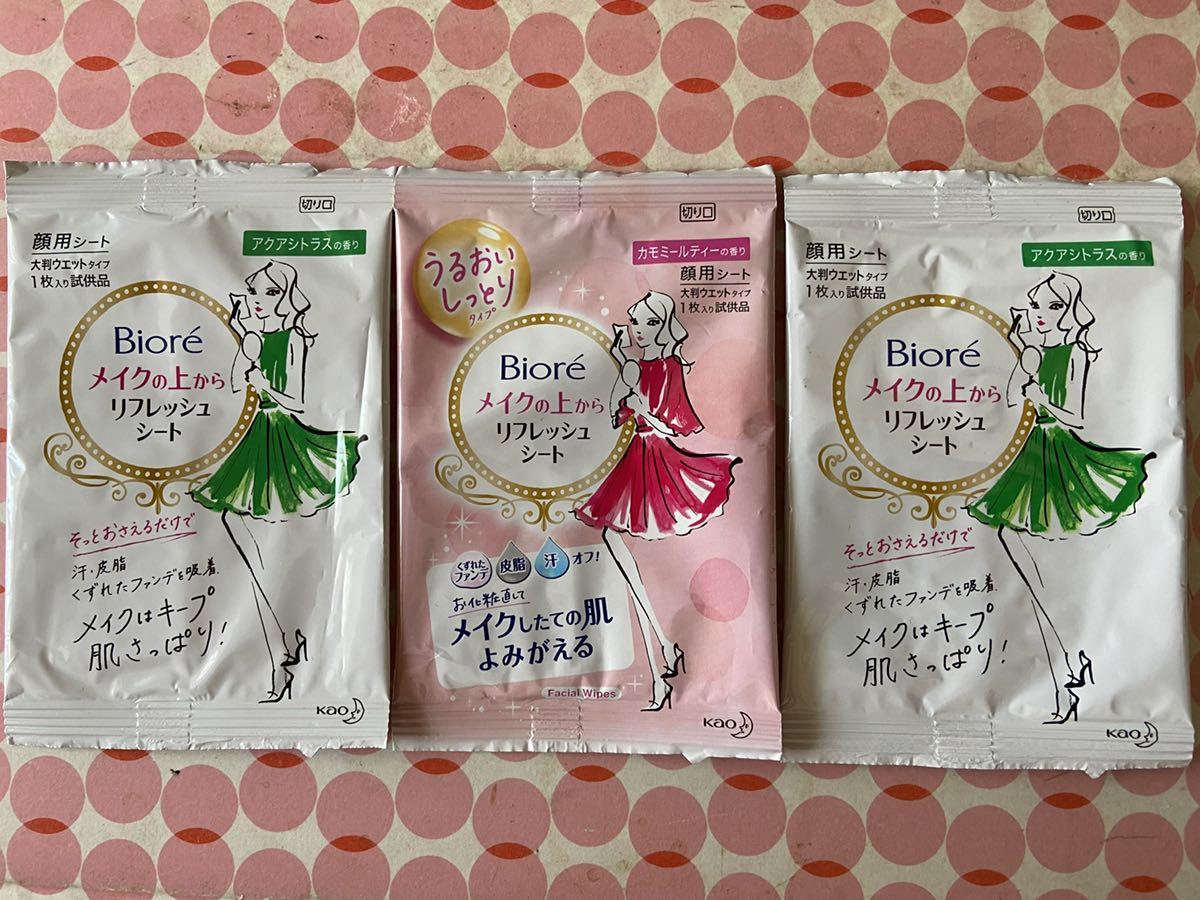 切り口
顔用シート
アクアシトラスの香り
大判ウエットタイプ
1枚入り試供品
Bioré
メイクの上から
リフレッシュ
シート
そっとおさえるだけで
汗・皮脂
くずれたファンデを吸着
メイクはキープ
肌さっぱり!
Kao
切り口
うるおい
しっとり
タイプ
カモミールティーの香り
顔用シート
大判ウエットタイプ
1枚入り試供品
Bioré
メイクの上から
リフレッシュ
シート
くずれた
ファンデ
皮脂
汗
オフ!
お化粧直して
メイクしたての肌
よみがえる
Facial Wipes
Kao
切り口
顔用シート
アクアシトラスの香り
大判ウエットタイプ
1枚入り試供品
Bioré
メイクの上から
リフレッシュ
シート
そっとおさえるだけで
汗・皮脂
くずれたファンデを吸着
メイクはキープ
肌さっぱり!
Kao